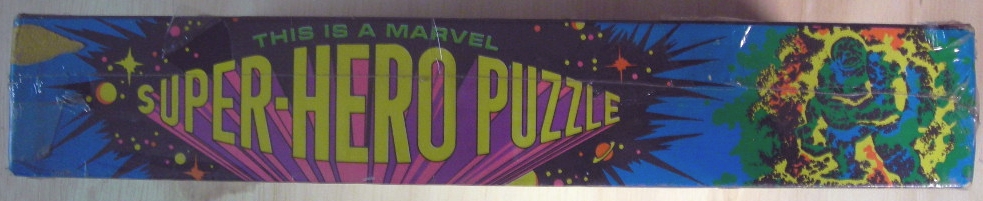 THIS IS A MARVEL
SUPER-HERO PUZZLE